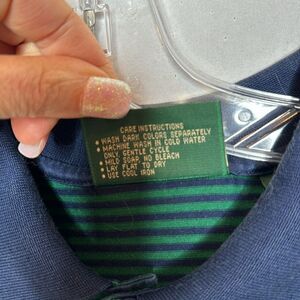 CARE INSTRUCTIONS
• WASH DARK COLORS SEPARATELY
• MACHINE WASH IN COLD WATER
ONLY GENTLE CYCLE
• MILD SOAP, NO BLEACH
• LAY FLAT TO DRY
• USE COOL IRON